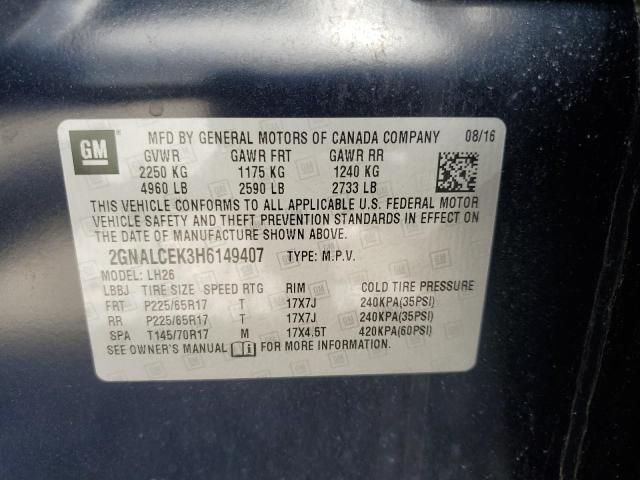 GM
MFD BY GENERAL MOTORS OF CANADA COMPANY 08/16
GVWR GAWR FRT GAWR RR
2250 KG 1175 KG 1240 KG
4960 LB 2590 LB 2733 LB
THIS VEHICLE CONFORMS TO ALL APPLICABLE U.S. FEDERAL MOTOR
VEHICLE SAFETY AND THEFT PREVENTION STANDARDS IN EFFECT ON
THE DATE OF MANUFACTURE SHOWN ABOVE.
2GNALCEK3H6149407 TYPE: M.P.V.
MODEL: LH26
LBBJ TIRE SIZE SPEED RTG RIM COLD TIRE PRESSURE
FRT P225/65R17 T 17X7J 240KPA(35PSI)
RR P225/65R17 T 17X7J 240KPA(35PSI)
SPA T145/70R17 M 17X4.5T 420KPA(60PSI)
SEE OWNER'S MANUAL FOR MORE INFORMATION.